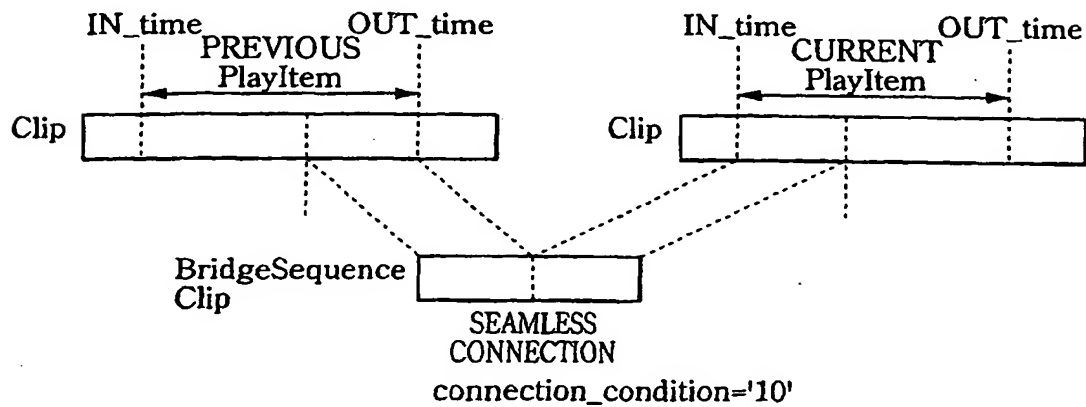 IN_time
OUT_time
PREVIOUS
PlayItem
Clip
IN_time
OUT_time
CURRENT
PlayItem
Clip
BridgeSequence
Clip
SEAMLESS
CONNECTION
connection_condition='10'